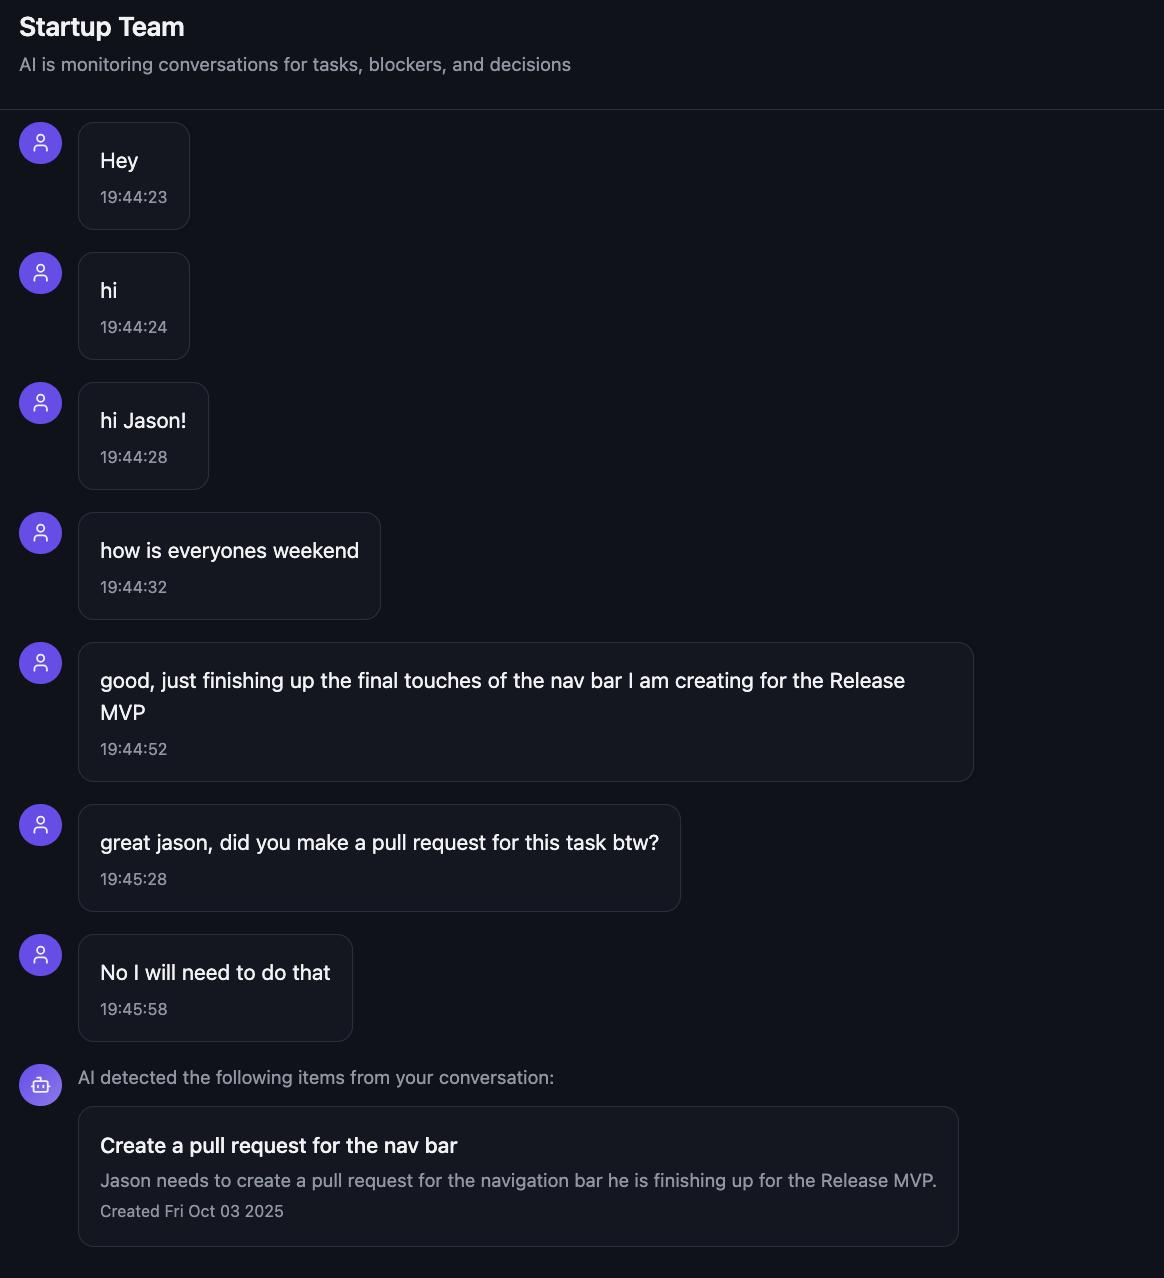 Startup Team
AI is monitoring conversations for tasks, blockers, and decisions
Hey
19:44:23
hi
19:44:24
hi Jason!
19:44:28
how is everyones weekend
19:44:32
good, just finishing up the final touches of the nav bar I am creating for the Release
MVP
19:44:52
great jason, did you make a pull request for this task btw?
19:45:28
No I will need to do that
19:45:58
AI detected the following items from your conversation:
Create a pull request for the nav bar
Jason needs to create a pull request for the navigation bar he is finishing up for the Release MVP.
Created Fri Oct 03 2025